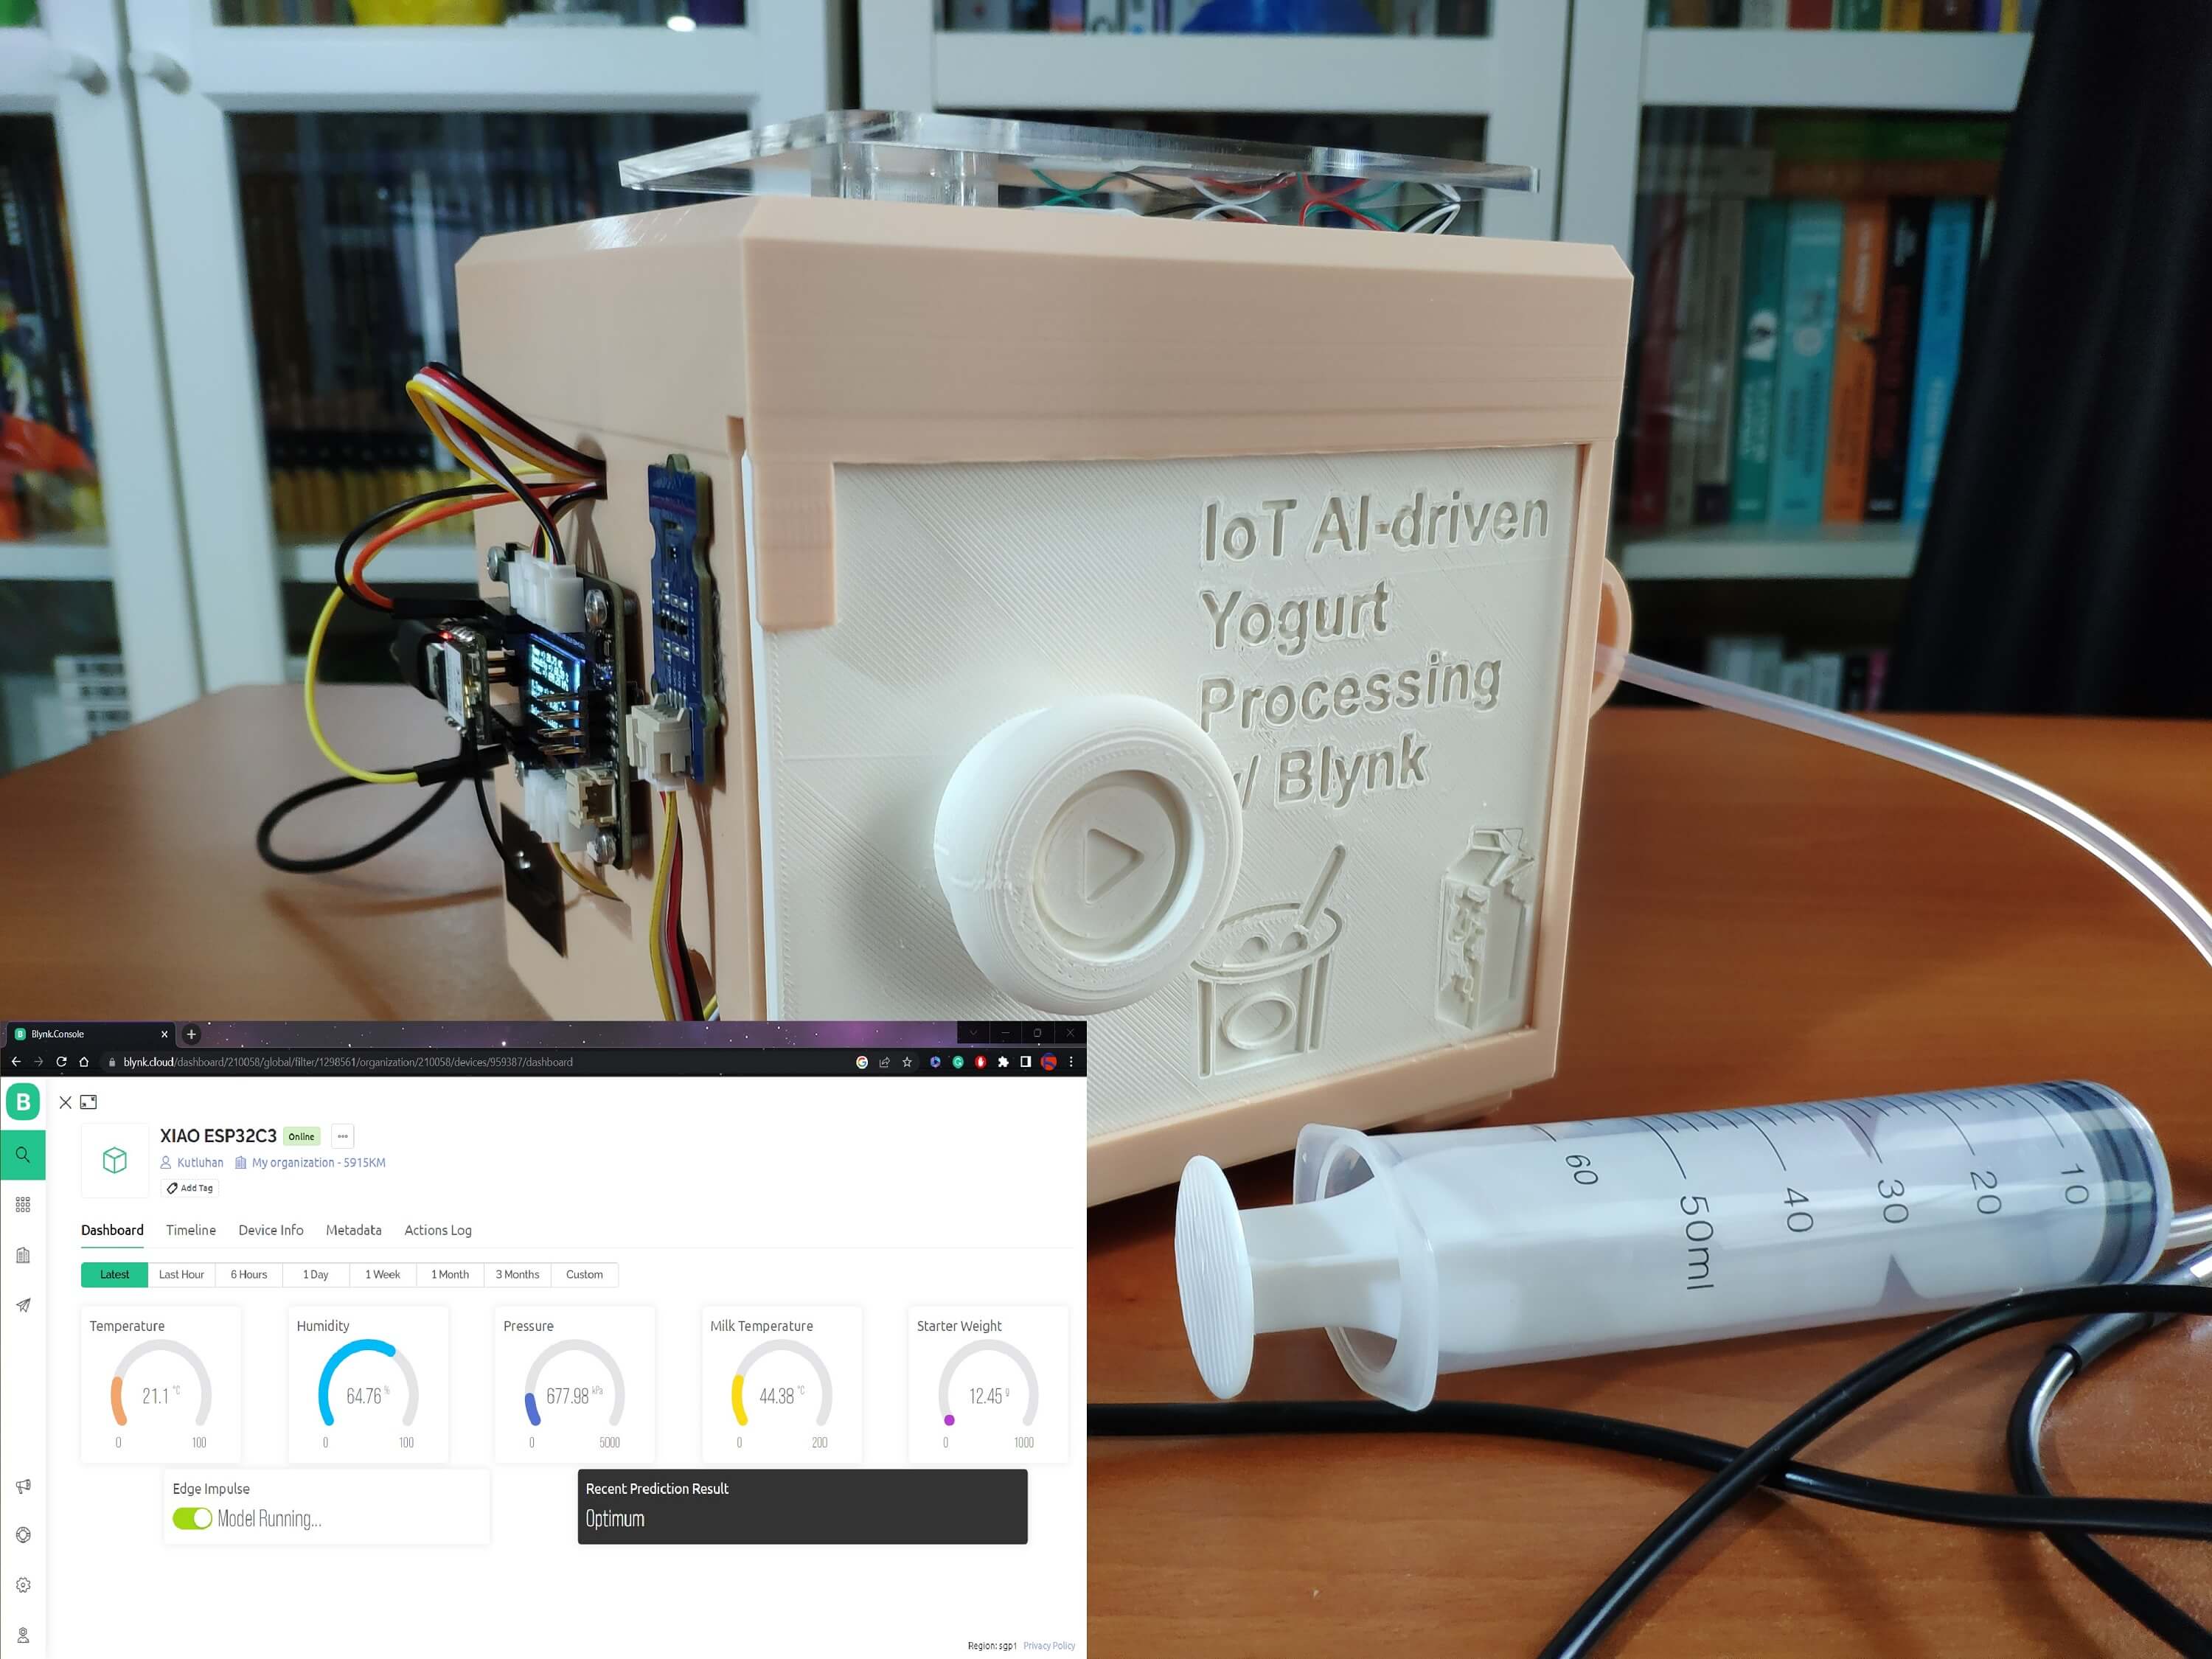 IoT AI-driven
Yogurt
Processing
w/ Blynk
60
50ml
40
30
20
10
Blynk.Console
blynk.cloud/dashboard/210058/global/filter/1298561/organization/210058/devices/959387/dashboard
B
XIAO ESP32C3 Online
Kutluhan My organization - 5915KM
Add Tag
Dashboard Timeline Device Info Metadata Actions Log
Latest Last Hour 6 Hours 1 Day 1 Week 1 Month 3 Months Custom
Temperature Humidity Pressure Milk Temperature Starter Weight
21.1 °C 64.76 % 677.98 kPa 44.38 °C 12.45 g
0 100 0 100 0 5000 0 200 0 1000
Edge Impulse Recent Prediction Result
Model Running... Optimum
Region: sgp1 Privacy Policy